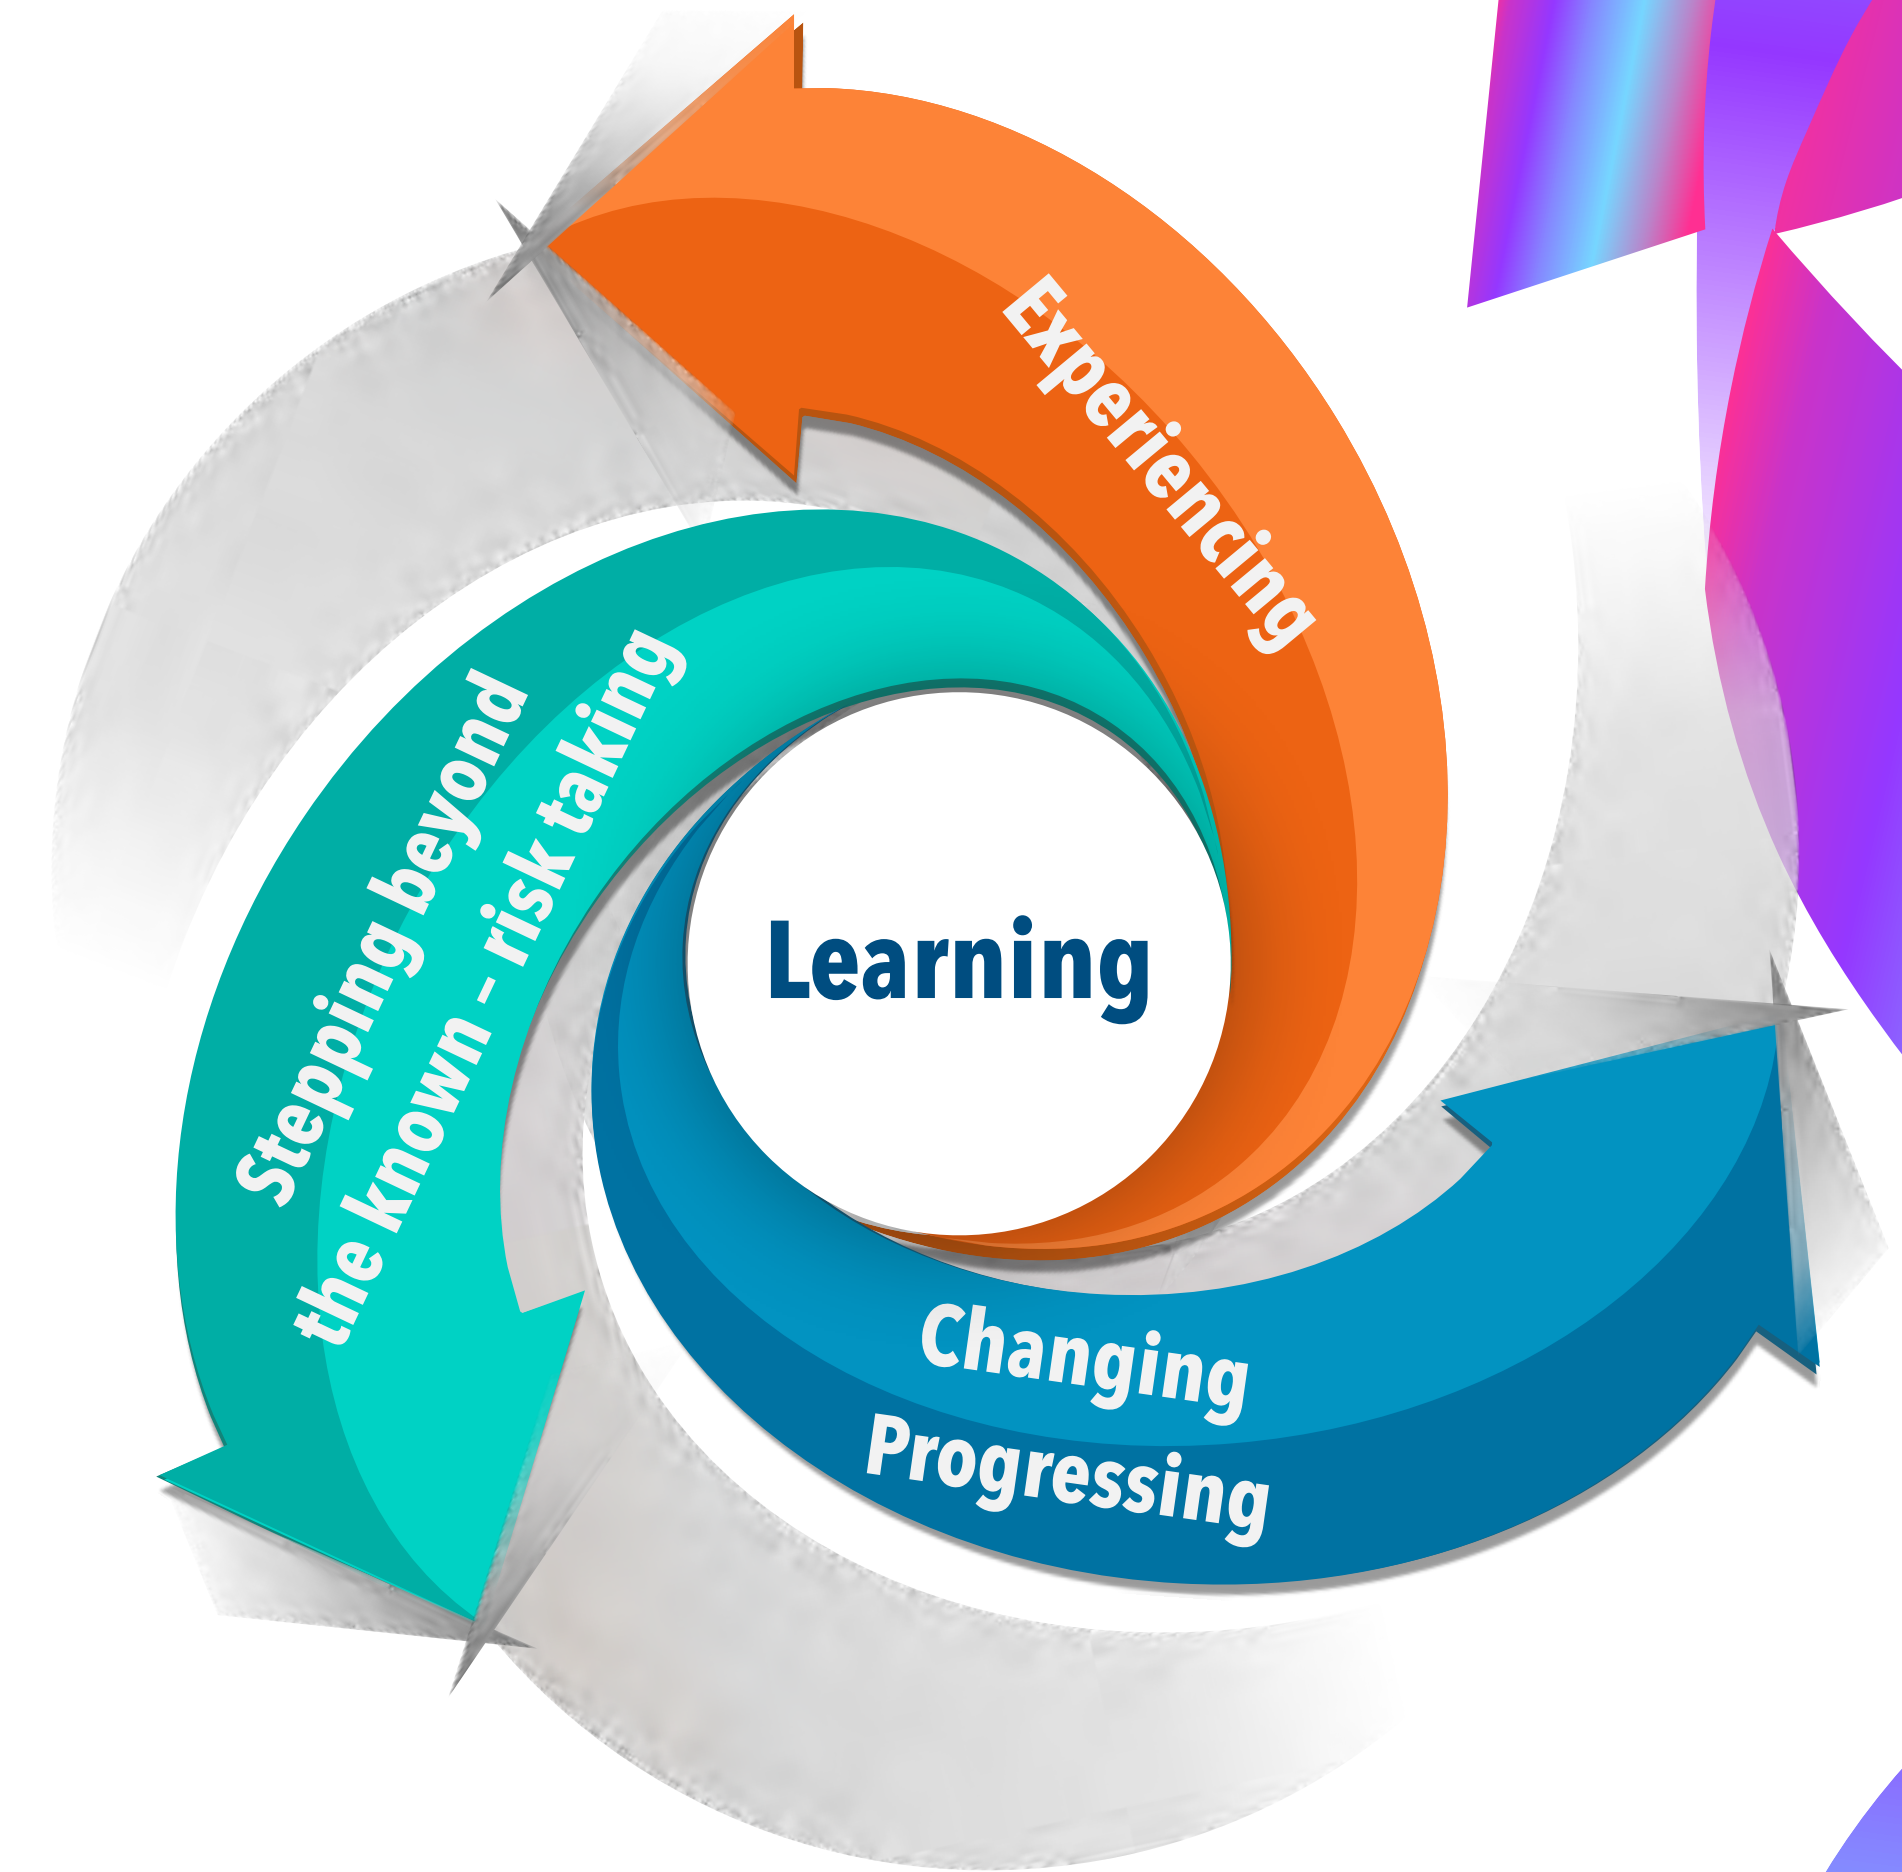 Experiencing
Stepping beyond
the known – risk taking
Learning
Changing
Progressing